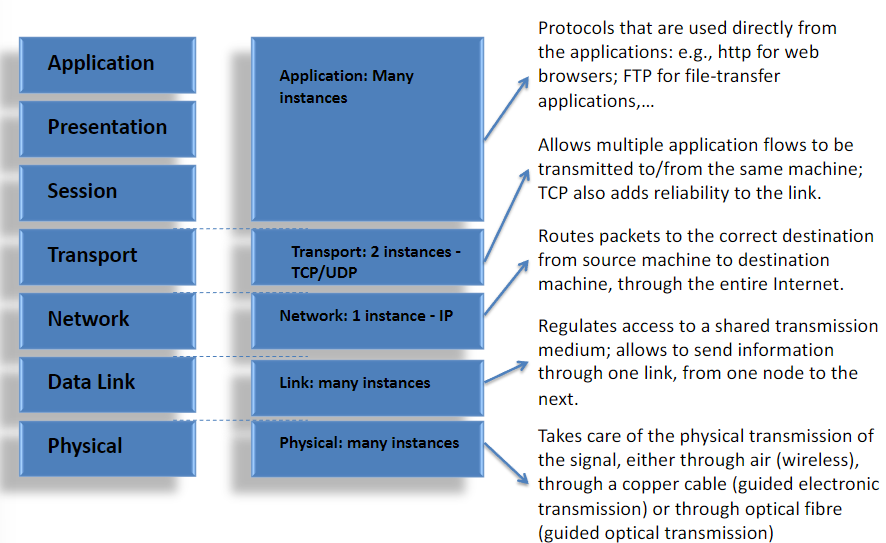 Application
Presentation
Session
Transport
Network
Data Link
Physical
Application: Many
instances
Transport: 2 instances -
TCP/UDP
Network: 1 instance - IP
Link: many instances
Physical: many instances
Protocols that are used directly from
the applications: e.g., http for web
browsers; FTP for file-transfer
applications,...
Allows multiple application flows to be
transmitted to/from the same machine;
TCP also adds reliability to the link.
Routes packets to the correct destination
from source machine to destination
machine, through the entire Internet.
Regulates access to a shared transmission
medium; allows to send information
through one link, from one node to the
next.
Takes care of the physical transmission of
the signal, either through air (wireless),
through a copper cable (guided electronic
transmission) or through optical fibre
(guided optical transmission)